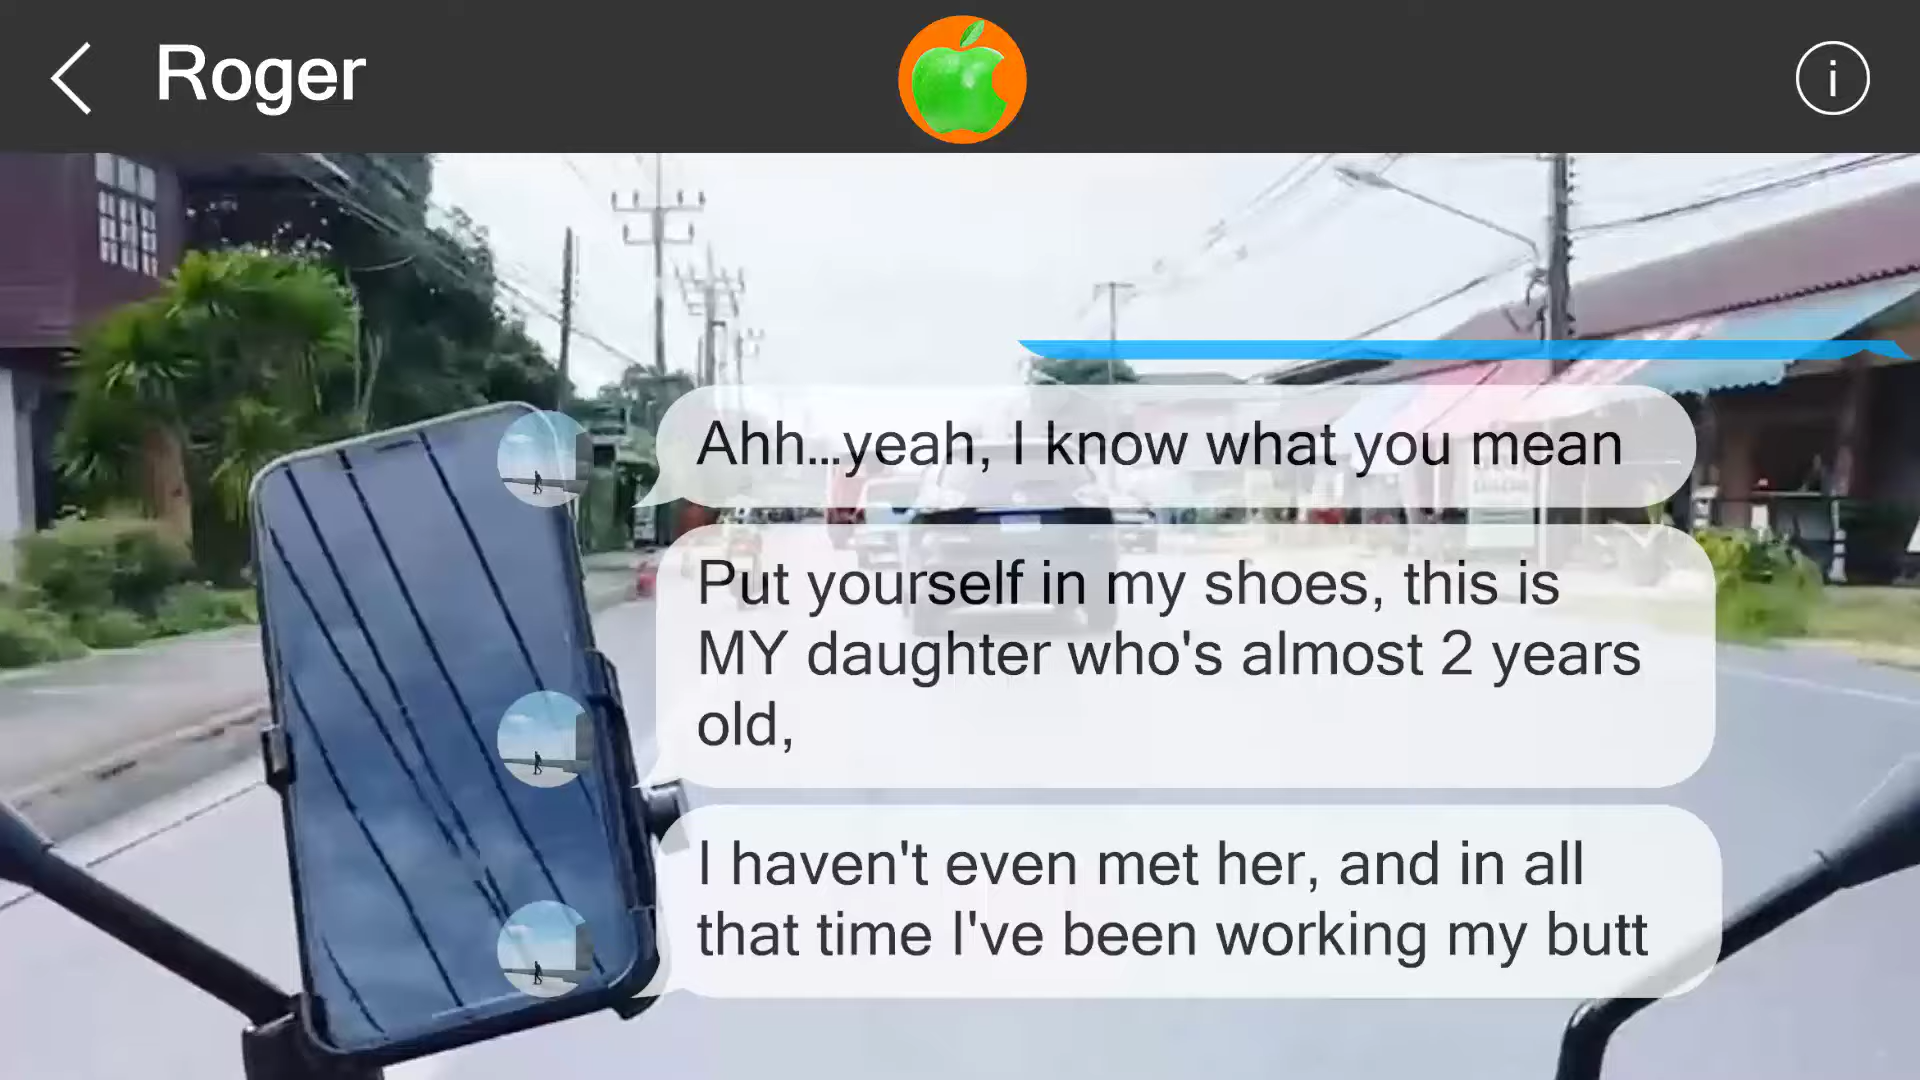 Roger
Ahh...yeah, I know what you mean
Put yourself in my shoes, this is
MY daughter who's almost 2 years
old,
I haven't even met her, and in all
that time I've been working my butt